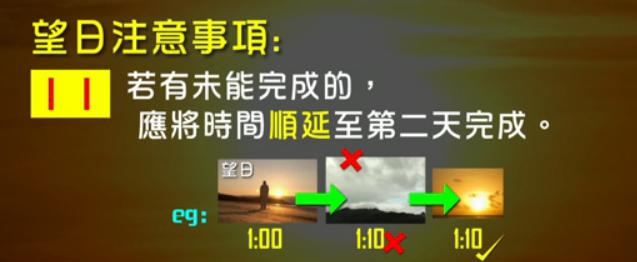 望日注意事項:
11 若有未能完成的，
應將時間順延至第二天完成。
望日
eg:
1:00 1:10 1:10